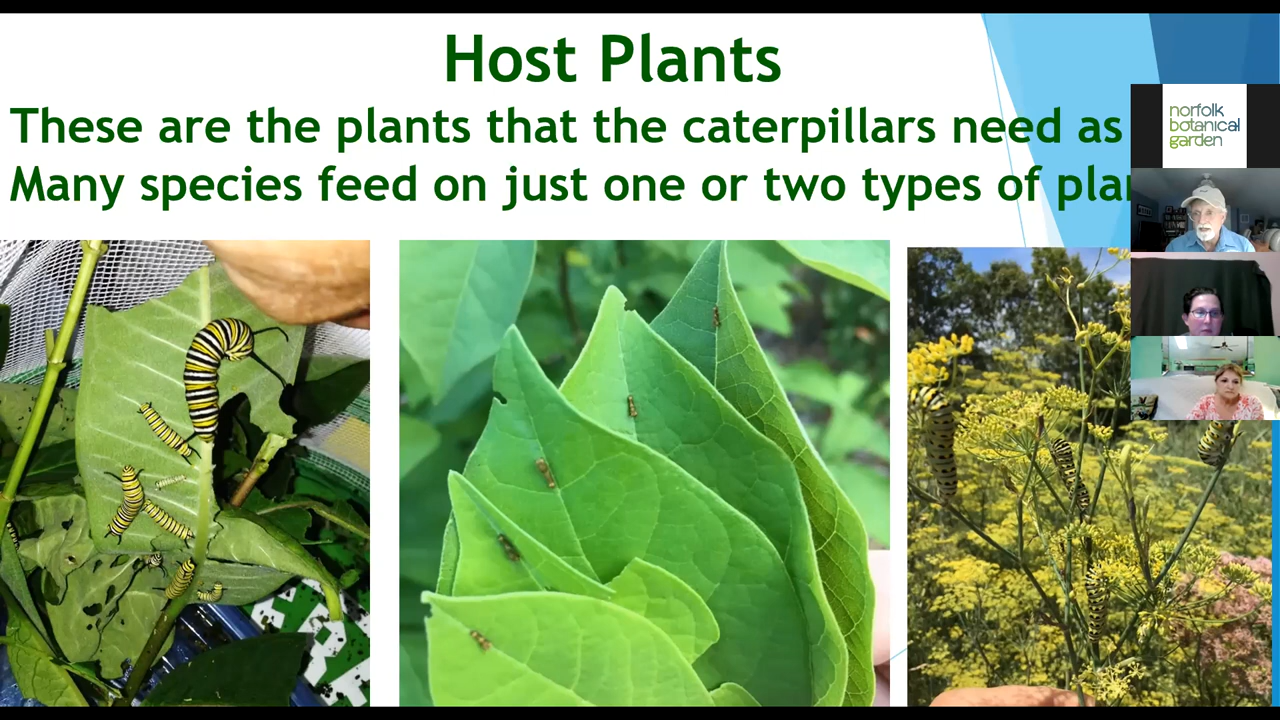 Host Plants
These are the plants that the caterpillars need as
Many species feed on just one or two types of
norfolk
botanical
garden